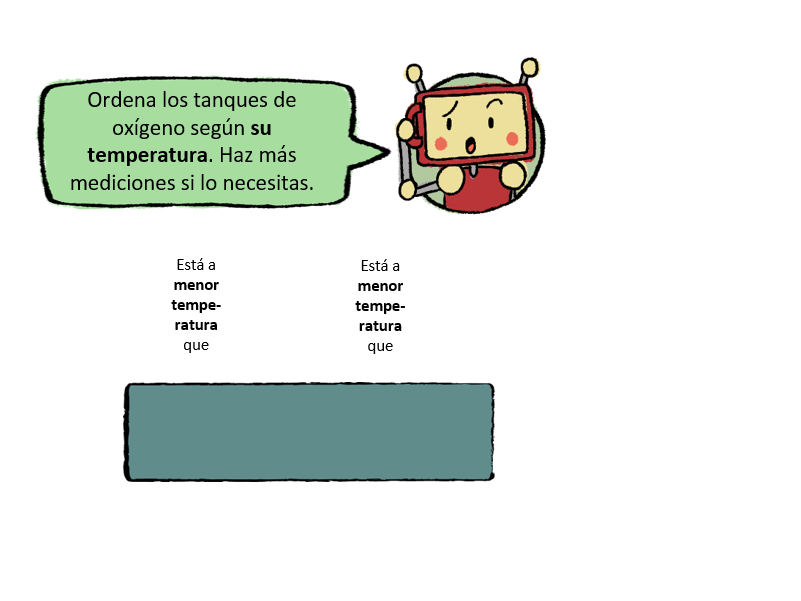 Ordena los tanques de
oxígeno según su
temperatura. Haz más
mediciones si lo necesitas.
Está a
menor
tempe-
ratura
que
Está a
menor
tempe-
ratura
que